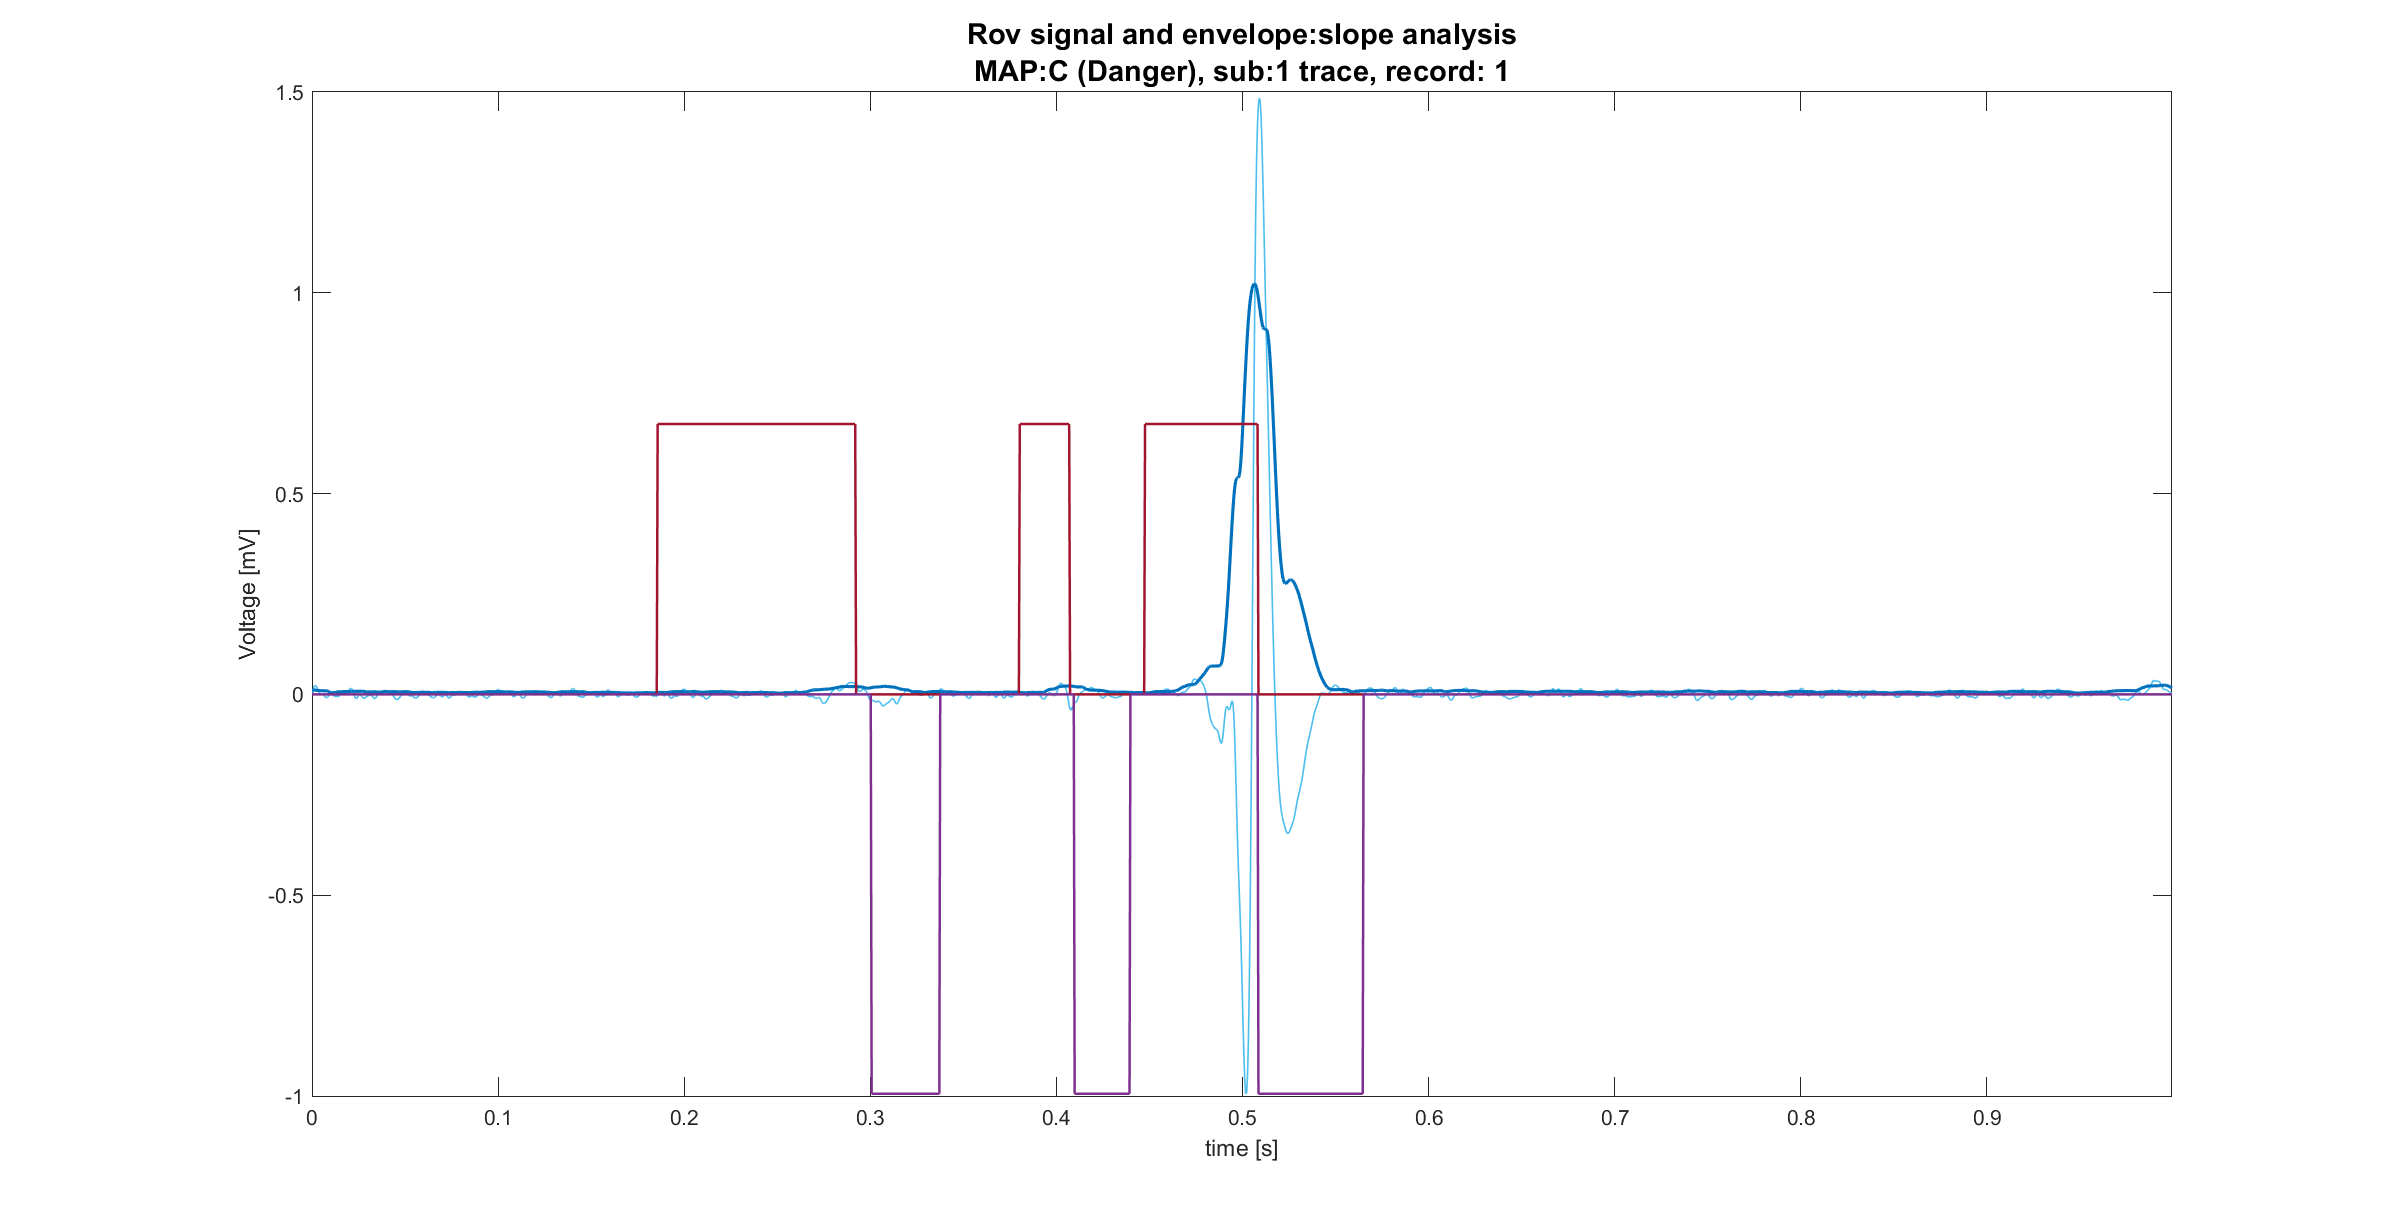 Rov signal and envelope:slope analysis
MAP:C (Danger), sub:1 trace, record: 1
1.5
1
0.5
0
-0.5
-1
Voltage [mV]
0 0.1 0.2 0.3 0.4 0.5 0.6 0.7 0.8 0.9
time [s]